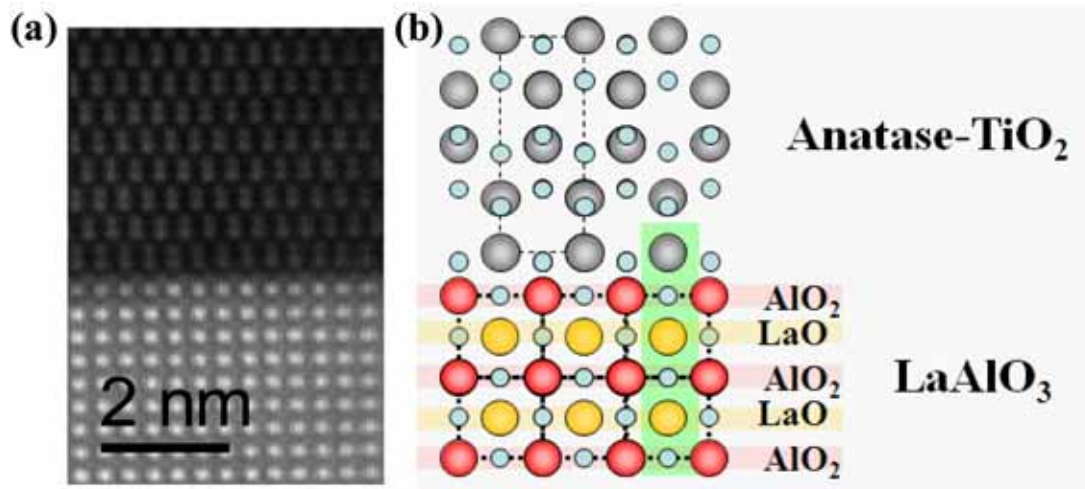 (a)
2 nm
(b)
Anatase-TiO₂
AlO₂
LaO
AlO₂
LaO
AlO₂
LaAlO₃